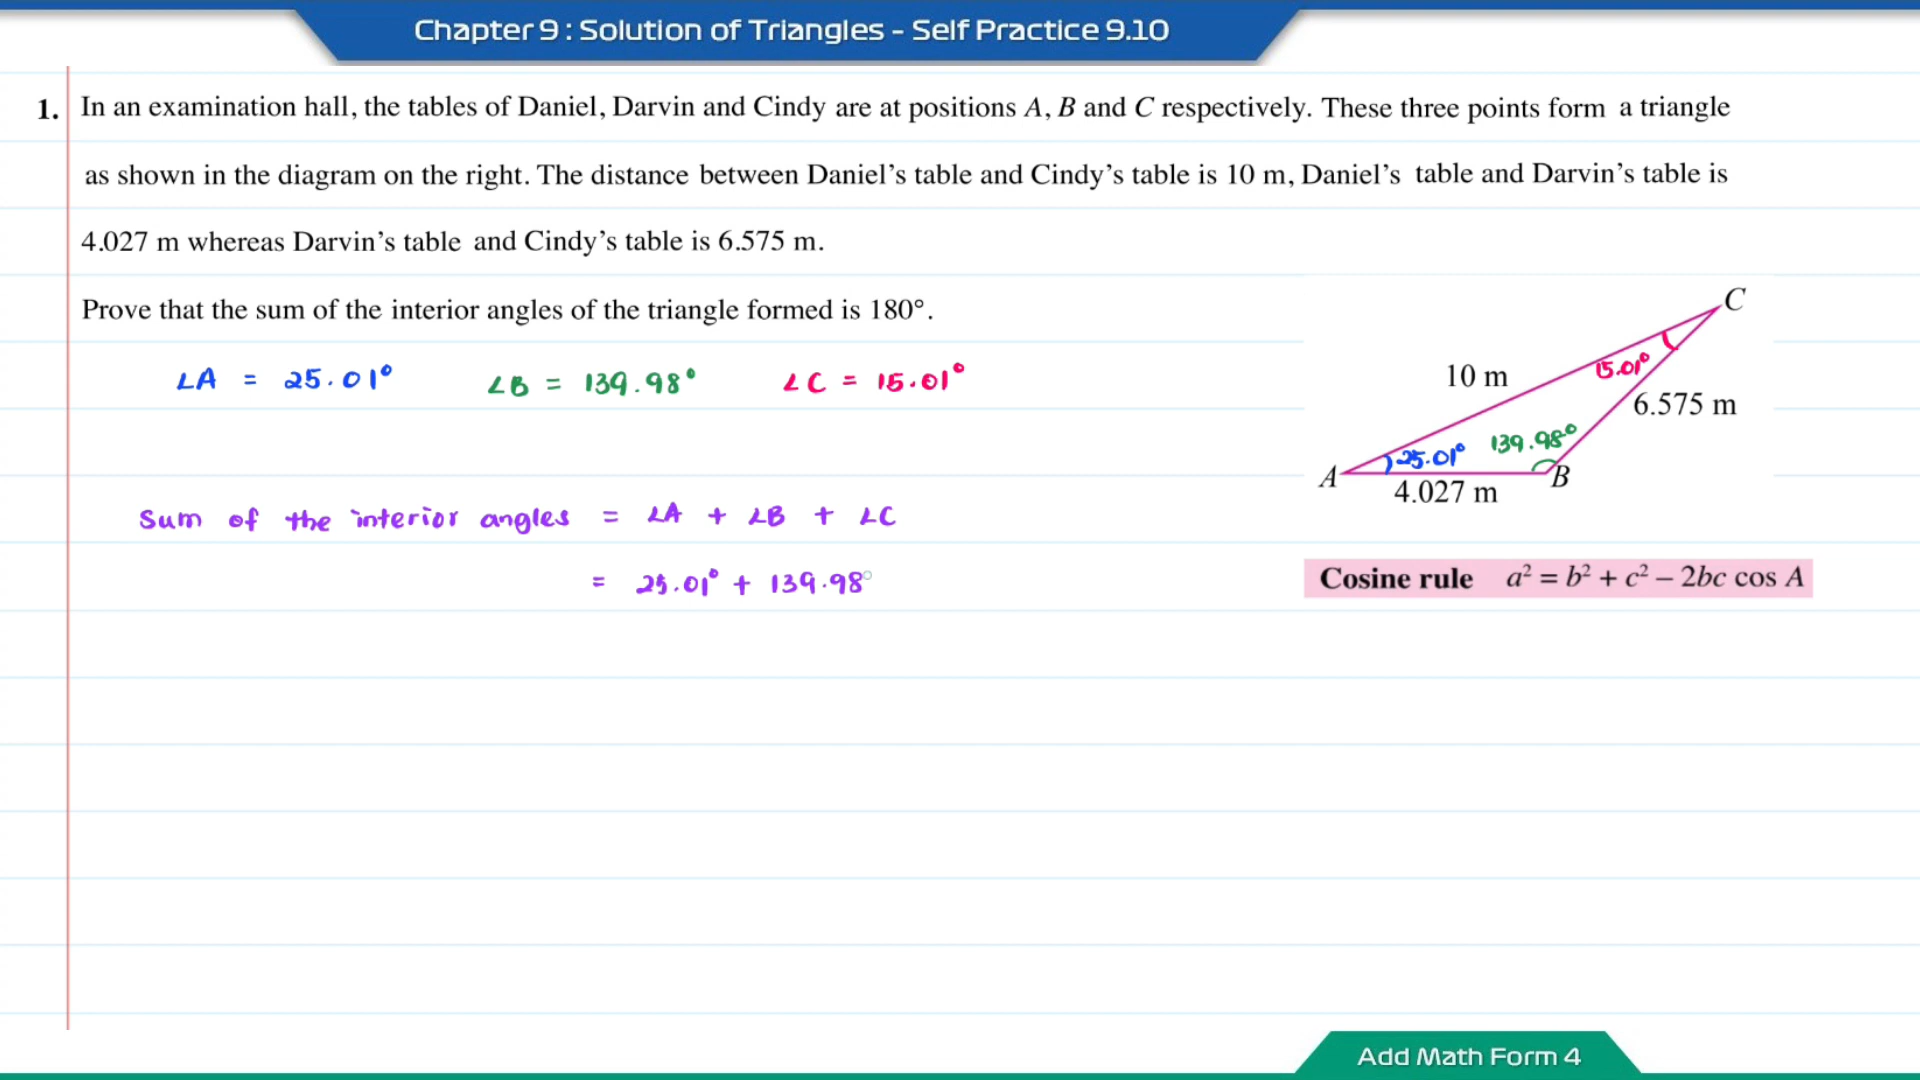 Chapter 9 : Solution of Triangles - Self Practice 9.10
1. In an examination hall, the tables of Daniel, Darvin and Cindy are at positions A, B and C respectively. These three points form a triangle
as shown in the diagram on the right. The distance between Daniel’s table and Cindy’s table is 10 m, Daniel’s table and Darvin’s table is
4.027 m whereas Darvin’s table and Cindy’s table is 6.575 m.
Prove that the sum of the interior angles of the triangle formed is 180°.
∠A = 25.01° ∠B = 139.98° ∠C = 15.01°
Sum of the interior angles = ∠A + ∠B + ∠C
= 25.01° + 139.98°
C
10 m
15.01°
6.575 m
139.98°
25.01°
A
B
4.027 m
Cosine rule a² = b² + c² – 2bc cos A
Add Math Form 4